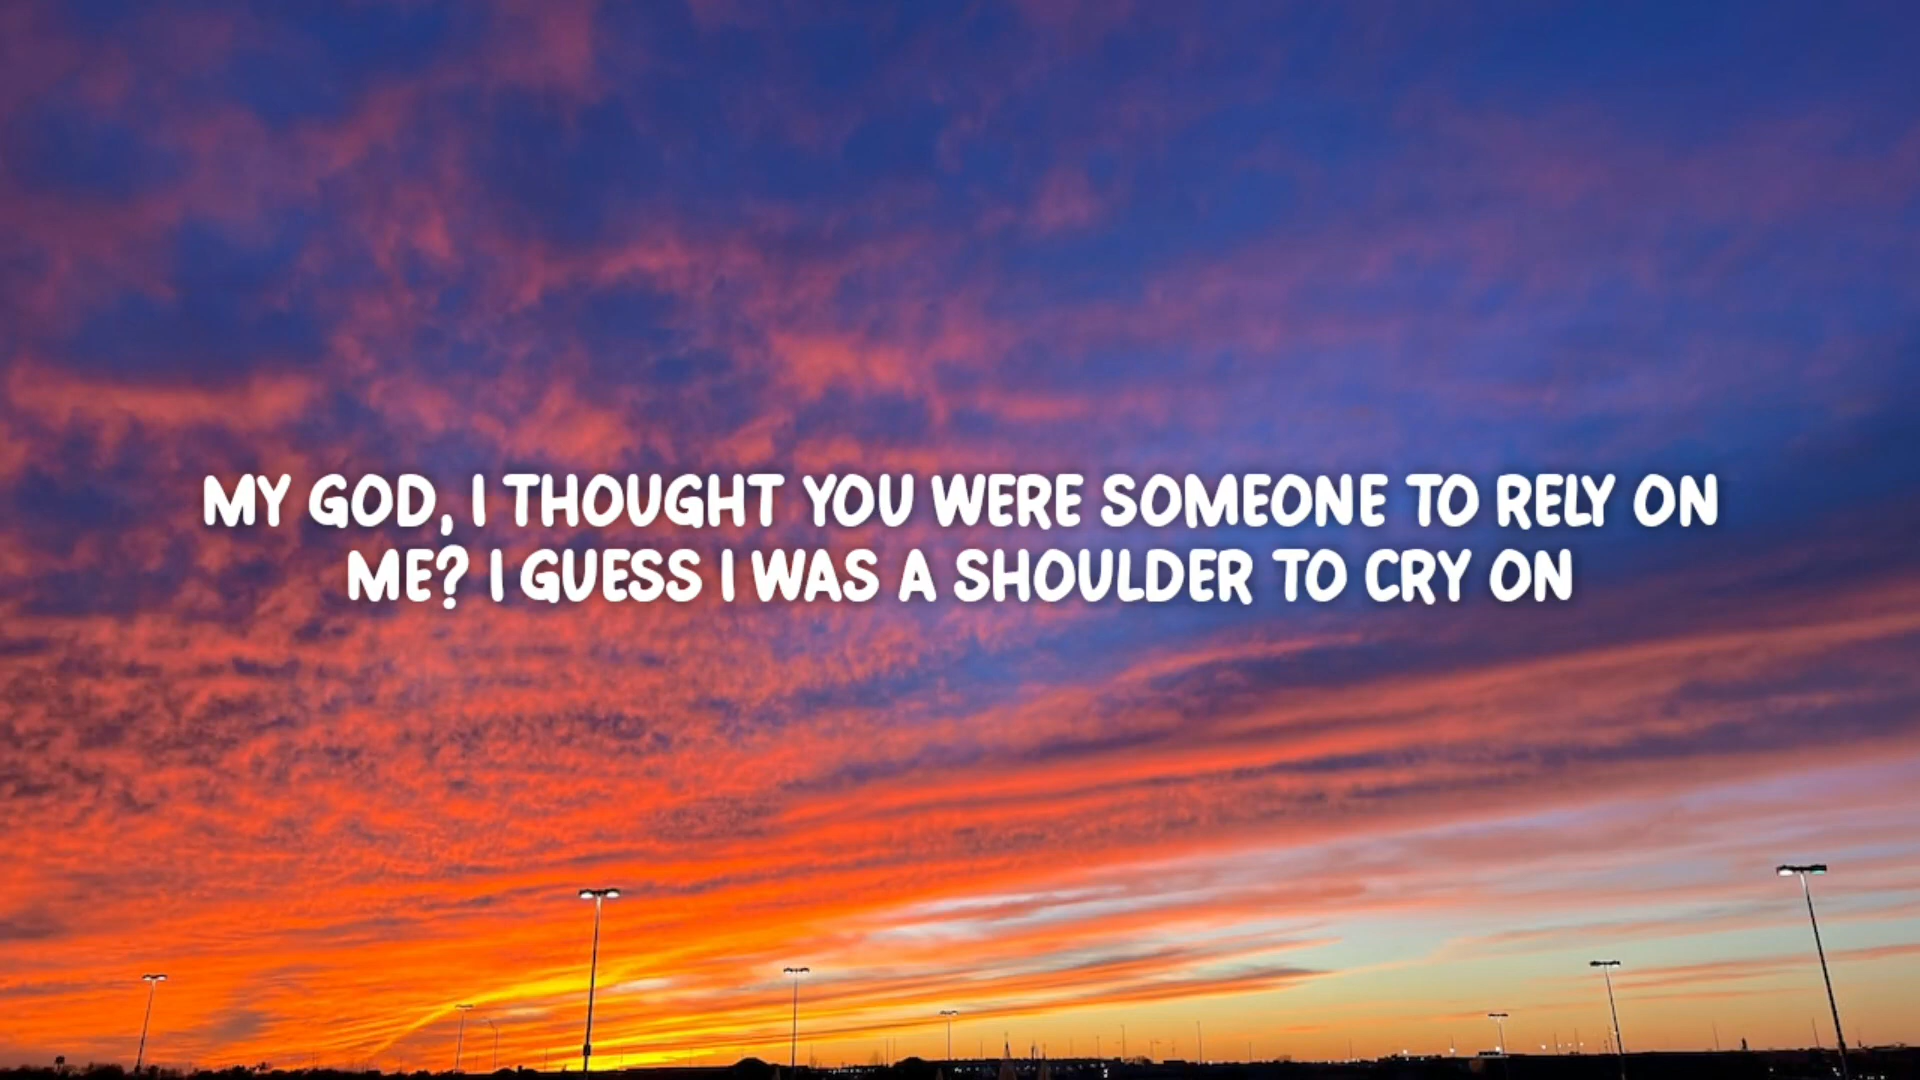 MY GOD, I THOUGHT YOU WERE SOMEONE TO RELY ON
ME? I GUESS I WAS A SHOULDER TO CRY ON